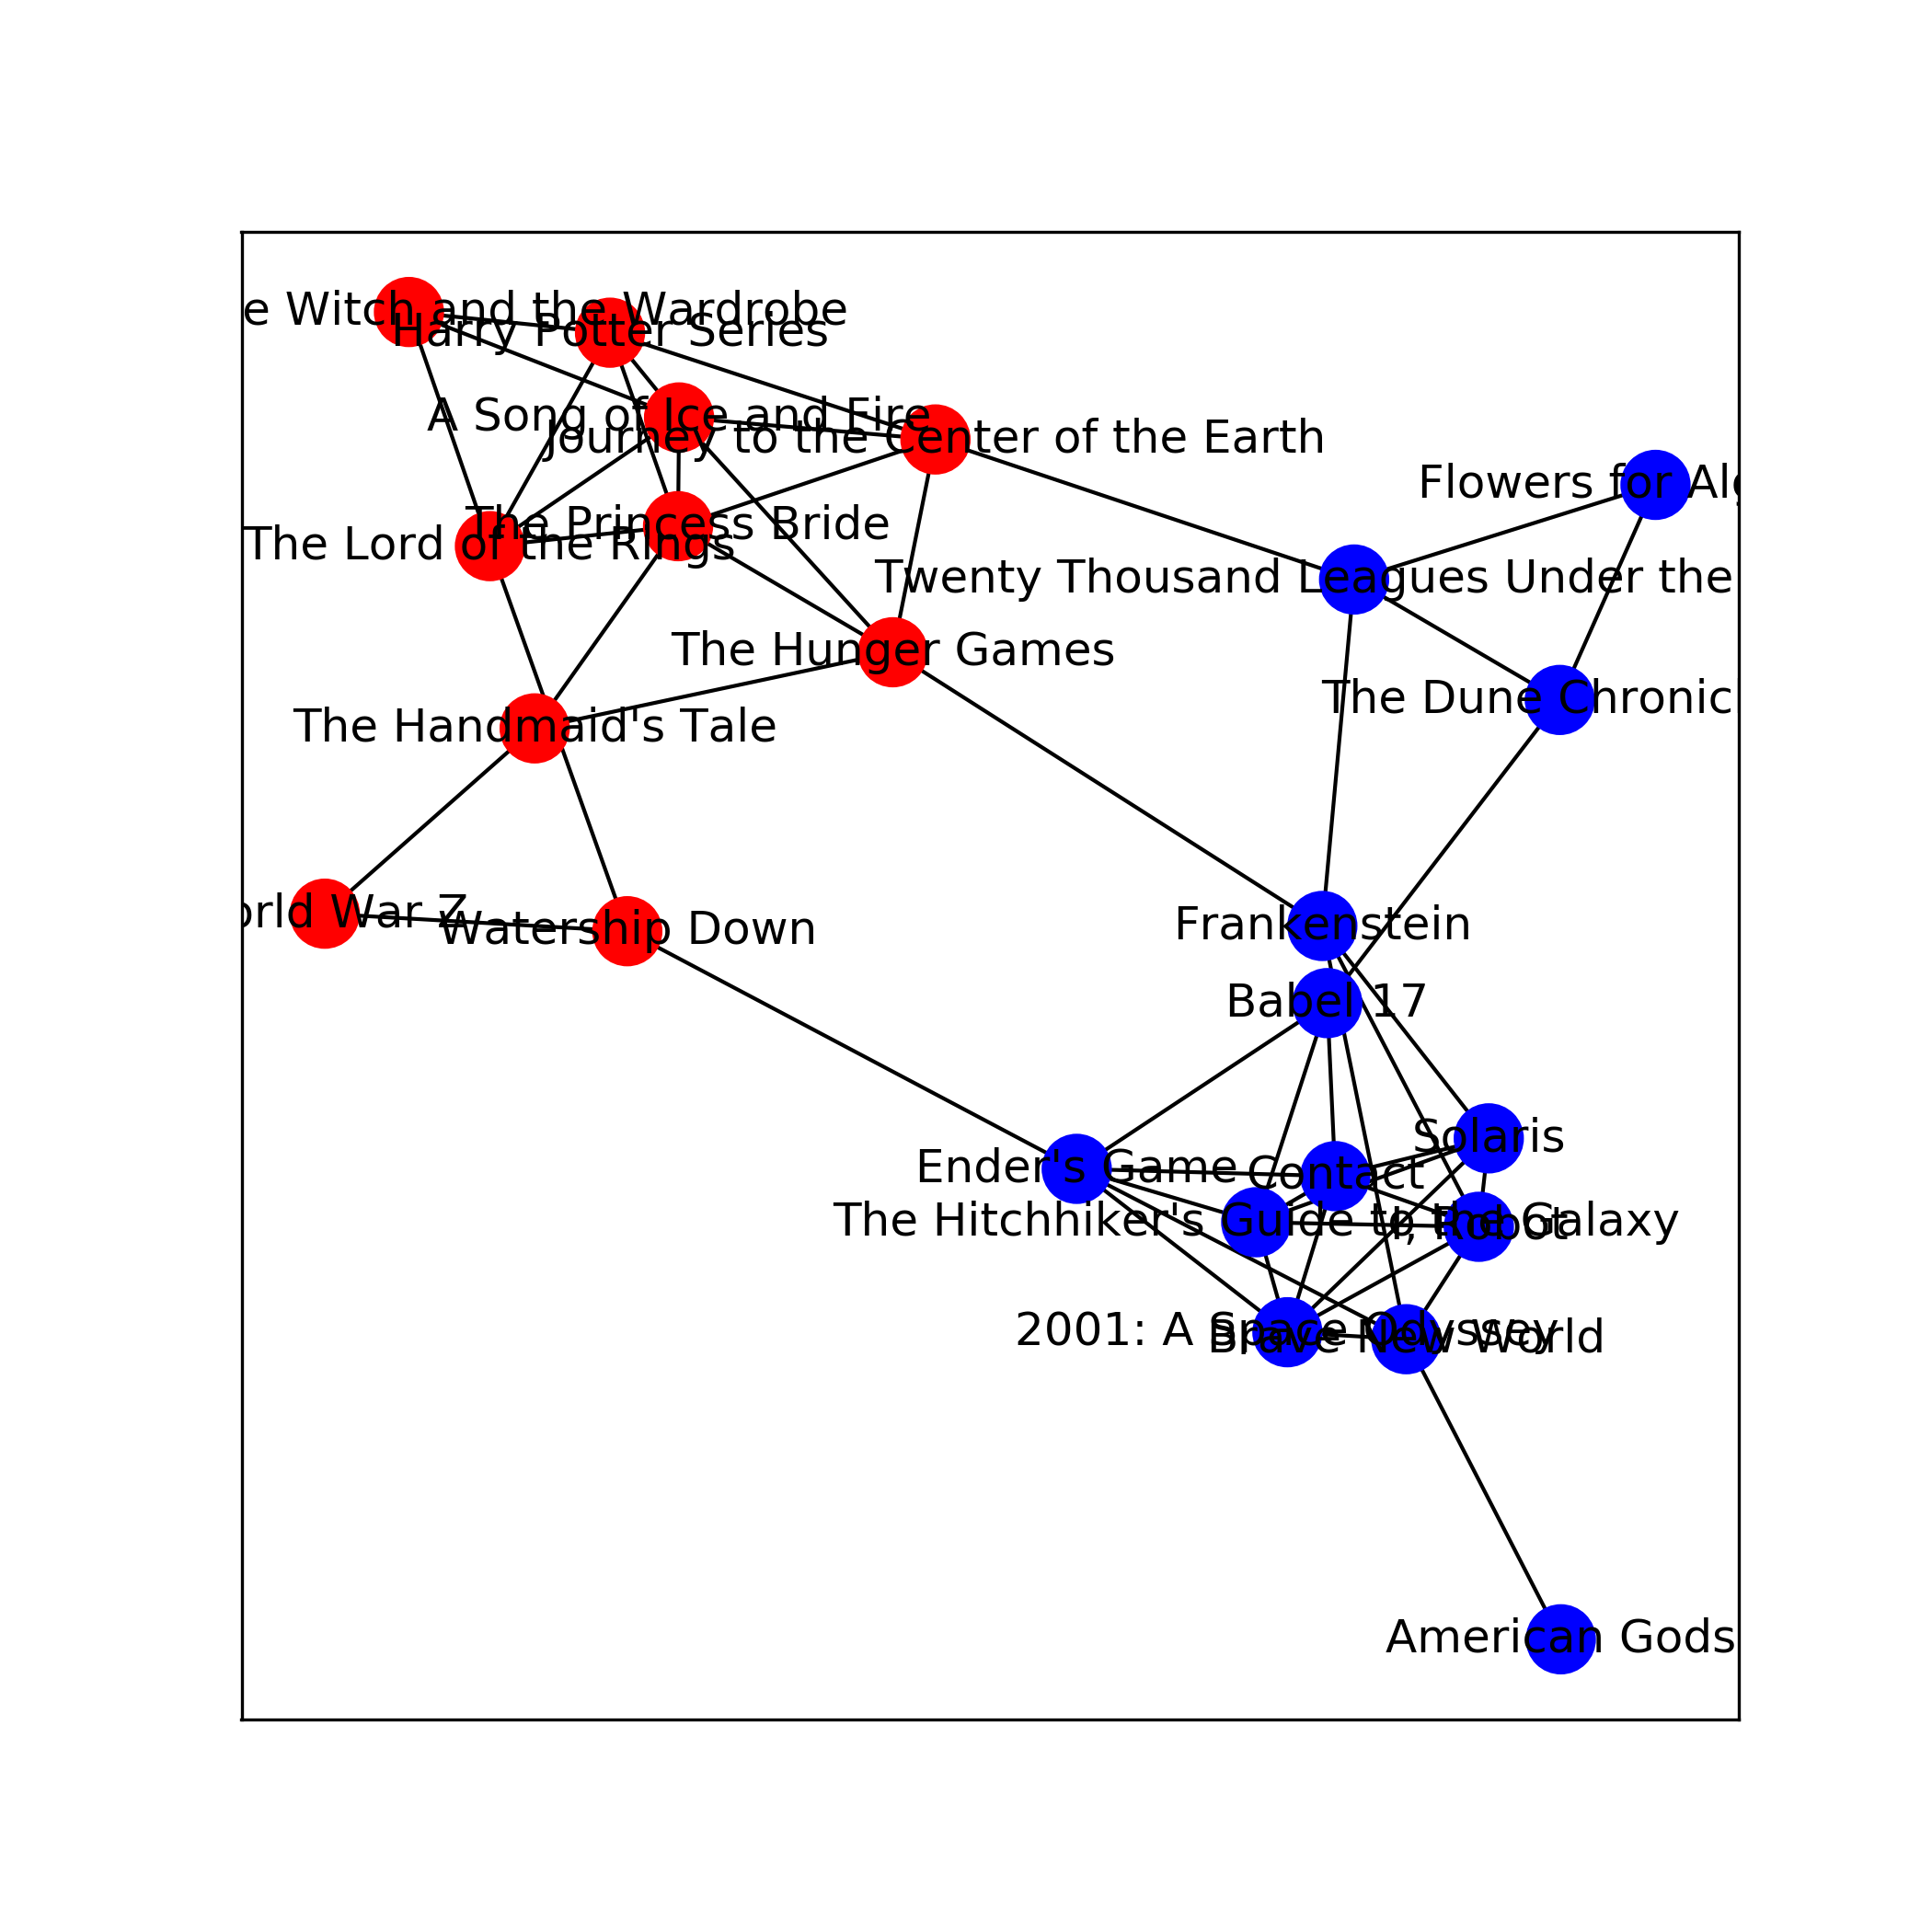 e Witch and the Wardrobe
Harry Potter Series
A Song of Ice and Fire
Journey to the Center of the Earth
Flowers for Alg
The Princess Bride
The Lord of the Rings
Twenty Thousand Leagues Under the
The Hunger Games
The Dune Chronic
The Handmaid's Tale
orld War Z
Watership Down
Frankenstein
Babel 17
Solaris
Ender's Game
Contact
The Hitchhiker's Guide to the Galaxy
I, Robot
2001: A Space Odyssey
Brave New World
American Gods